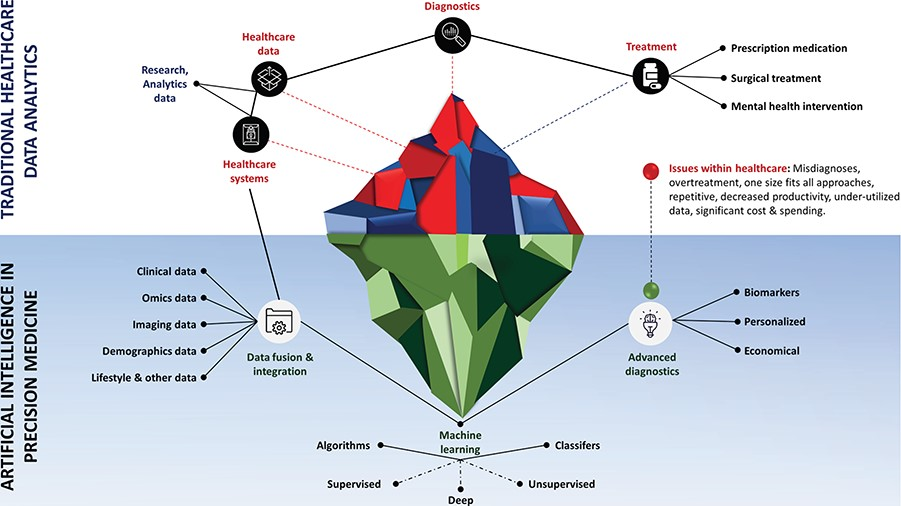 TRADITIONAL HEALTHCARE
DATA ANALYTICS
Diagnostics
Healthcare
data
Treatment
Research,
Analytics
data
Prescription medication
Surgical treatment
Mental health intervention
Healthcare
systems
Issues within healthcare: Misdiagnoses,
overtreatment, one size fits all approaches,
repetitive, decreased productivity, under-utilized
data, significant cost & spending.
ARTIFICIAL INTELLIGENCE IN
PRECISION MEDICINE
Clinical data
Omics data
Imaging data
Demographics data
Lifestyle & other data
Data fusion &
integration
Biomarkers
Personalized
Economical
Advanced
diagnostics
Machine
learning
Algorithms
Classifers
Supervised
Unsupervised
Deep